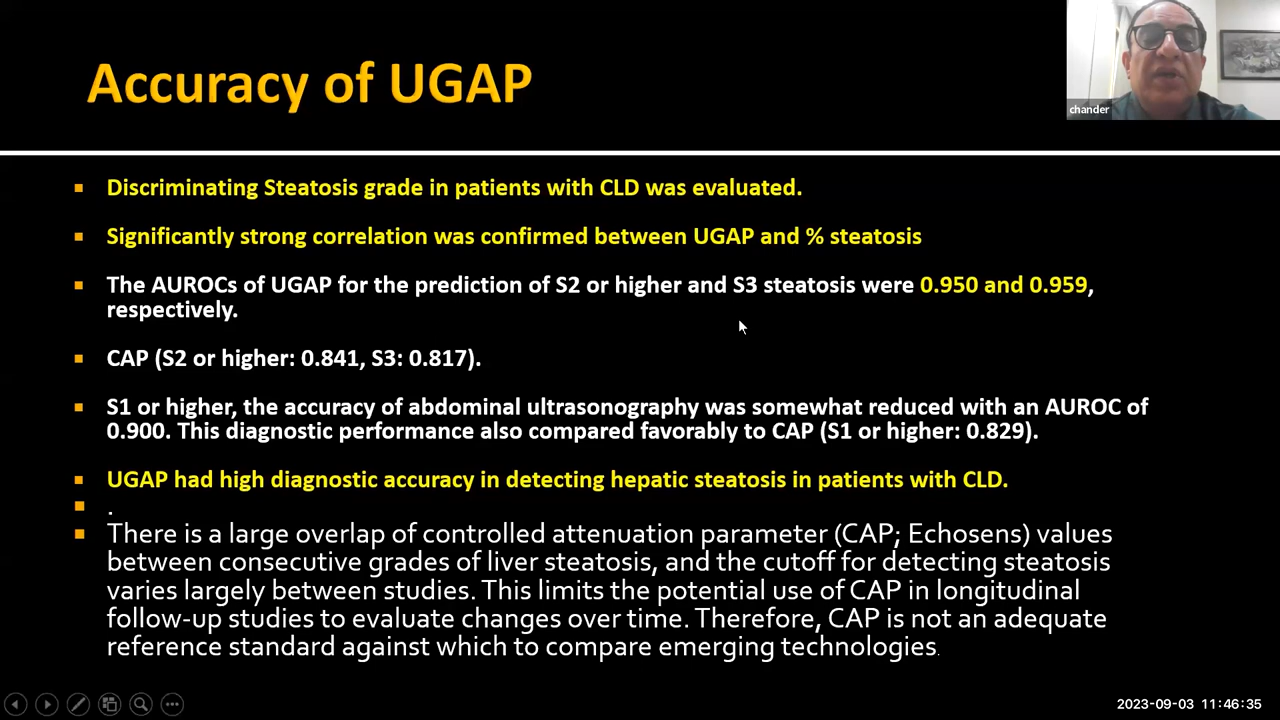 Accuracy of UGAP
chander
Discriminating Steatosis grade in patients with CLD was evaluated.
Significantly strong correlation was confirmed between UGAP and % steatosis
The AUROCs of UGAP for the prediction of S2 or higher and S3 steatosis were 0.950 and 0.959,
respectively.
CAP (S2 or higher: 0.841, S3: 0.817).
S1 or higher, the accuracy of abdominal ultrasonography was somewhat reduced with an AUROC of
0.900. This diagnostic performance also compared favorably to CAP (S1 or higher: 0.829).
UGAP had high diagnostic accuracy in detecting hepatic steatosis in patients with CLD.
.
There is a large overlap of controlled attenuation parameter (CAP; Echosens) values
between consecutive grades of liver steatosis, and the cutoff for detecting steatosis
varies largely between studies. This limits the potential use of CAP in longitudinal
follow-up studies to evaluate changes over time. Therefore, CAP is not an adequate
reference standard against which to compare emerging technologies.
2023-09-03 11:46:35